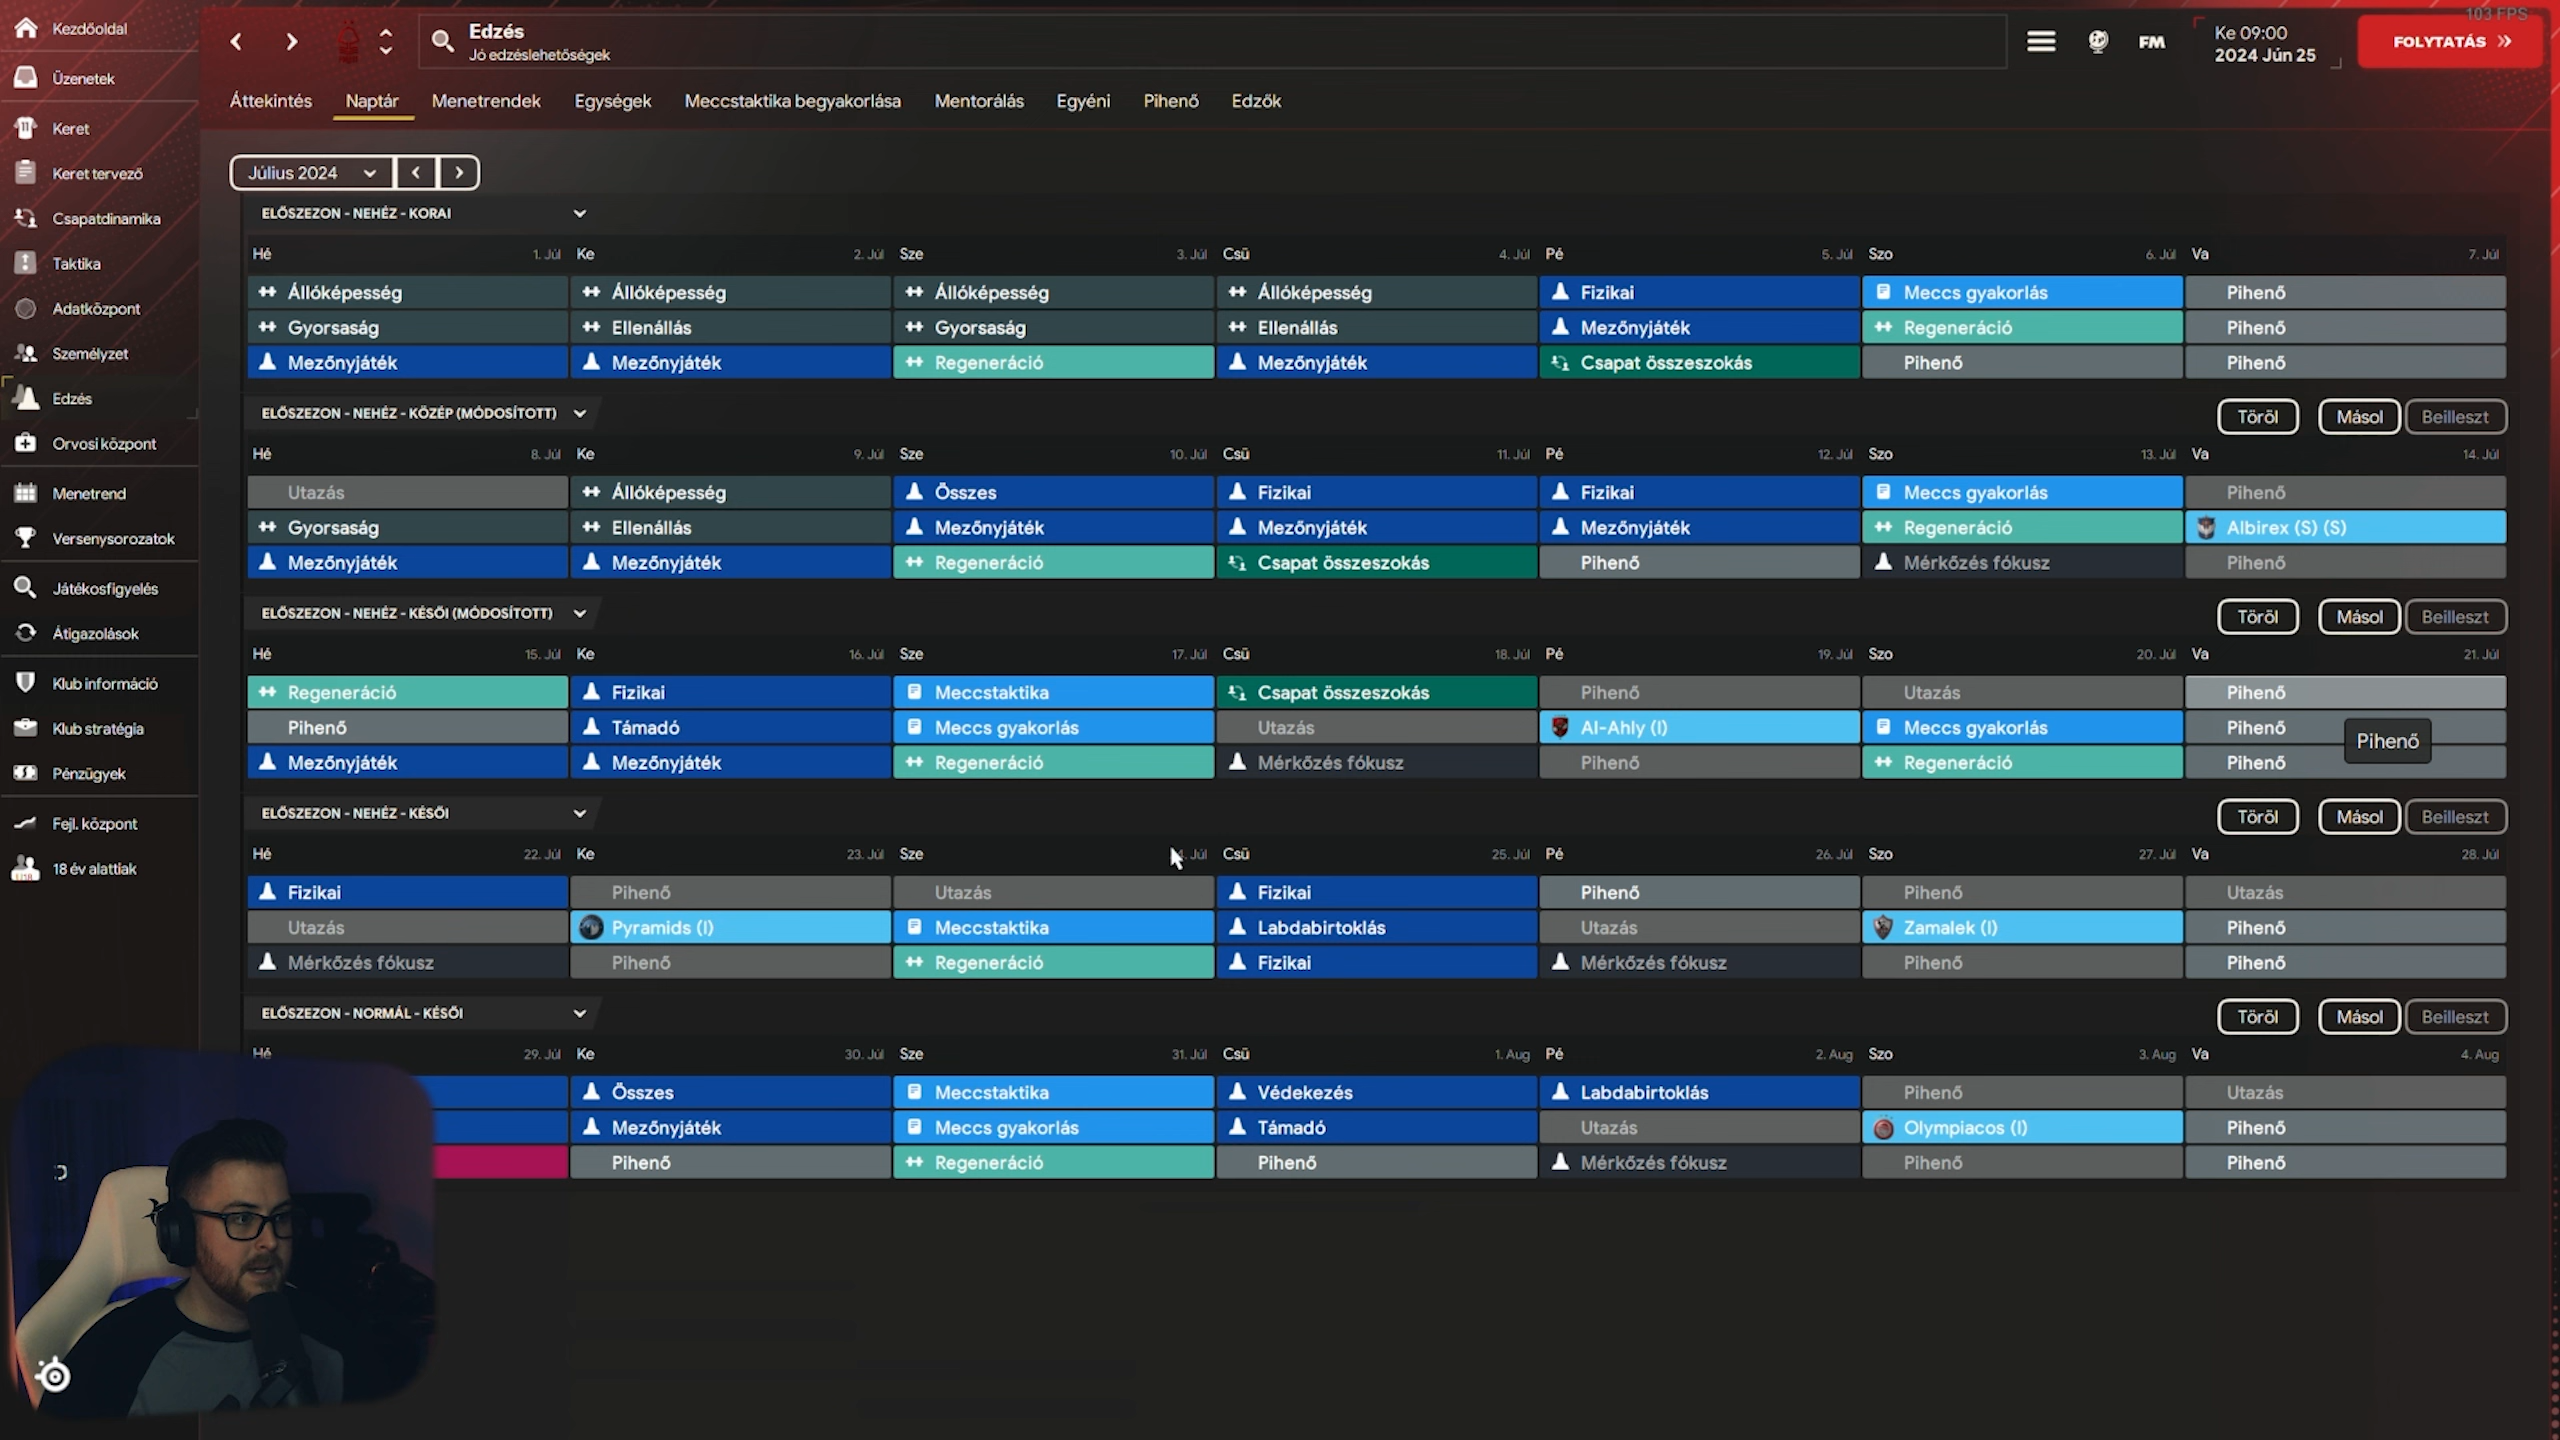 103 FPS
Kezdőoldal
Üzenetek
Keret
Keret tervező
Csapatdinamika
Taktika
Adatközpont
Személyzet
Edzés
Orvosi központ
Menetrend
Versenysorozatok
Játékosfigyelés
Átigazolások
Klub információ
Klub stratégia
Pénzügyek
Fejl. központ
18 év alattiak
Edzés
Jó edzéslehetőségek
FM
Ke 09:00
2024 Jún 25
FOLYTATÁS
Áttekintés Naptár Menetrendek Egységek Meccstaktika begyakorlása Mentorálás Egyéni Pihenő Edzők
Július 2024
ELŐSZEZON - NEHÉZ - KORAI
Hé 1. Júl Ke 2. Júl Sze 3. Júl Csü 4. Júl Pé 5. Júl Szo 6. Júl Va 7. Júl
Állóképesség Állóképesség Állóképesség Állóképesség Fizikai Meccs gyakorlás Pihenő
Gyorsaság Ellenállás Gyorsaság Ellenállás Mezőnyjáték Regeneráció Pihenő
Mezőnyjáték Mezőnyjáték Regeneráció Mezőnyjáték Csapat összeszokás Pihenő Pihenő
ELŐSZEZON - NEHÉZ - KÖZÉP (MÓDOSÍTOTT) Töröl Másol Beilleszt
Hé 8. Júl Ke 9. Júl Sze 10. Júl Csü 11. Júl Pé 12. Júl Szo 13. Júl Va 14. Júl
Utazás Állóképesség Összes Fizikai Fizikai Meccs gyakorlás Pihenő
Gyorsaság Ellenállás Mezőnyjáték Mezőnyjáték Mezőnyjáték Regeneráció Albirex (S) (S)
Mezőnyjáték Mezőnyjáték Regeneráció Csapat összeszokás Pihenő Mérkőzés fókusz Pihenő
ELŐSZEZON - NEHÉZ - KÉSŐI (MÓDOSÍTOTT) Töröl Másol Beilleszt
Hé 15. Júl Ke 16. Júl Sze 17. Júl Csü 18. Júl Pé 19. Júl Szo 20. Júl Va 21. Júl
Regeneráció Fizikai Meccstaktika Csapat összeszokás Pihenő Utazás Pihenő
Pihenő Támadó Meccs gyakorlás Utazás Al-Ahly (I) Meccs gyakorlás Pihenő
Pihenő
Mezőnyjáték Mezőnyjáték Regeneráció Mérkőzés fókusz Pihenő Regeneráció Pihenő
ELŐSZEZON - NEHÉZ - KÉSŐI Töröl Másol Beilleszt
Hé 22. Júl Ke 23. Júl Sze Júl Csü 25. Júl Pé 26. Júl Szo 27. Júl Va 28. Júl
Fizikai Pihenő Utazás Fizikai Pihenő Pihenő Utazás
Utazás Pyramids (I) Meccstaktika Labdabirtoklás Utazás Zamalek (I) Pihenő
Mérkőzés fókusz Pihenő Regeneráció Fizikai Mérkőzés fókusz Pihenő Pihenő
ELŐSZEZON - NORMÁL - KÉSŐI Töröl Másol Beilleszt
Hé 29. Júl Ke 30. Júl Sze 31. Júl Csü 1. Aug Pé 2. Aug Szo 3. Aug Va 4. Aug
Összes Meccstaktika Védekezés Labdabirtoklás Pihenő Utazás
Mezőnyjáték Meccs gyakorlás Támadó Utazás Olympiacos (I) Pihenő
Pihenő Regeneráció Pihenő Mérkőzés fókusz Pihenő Pihenő